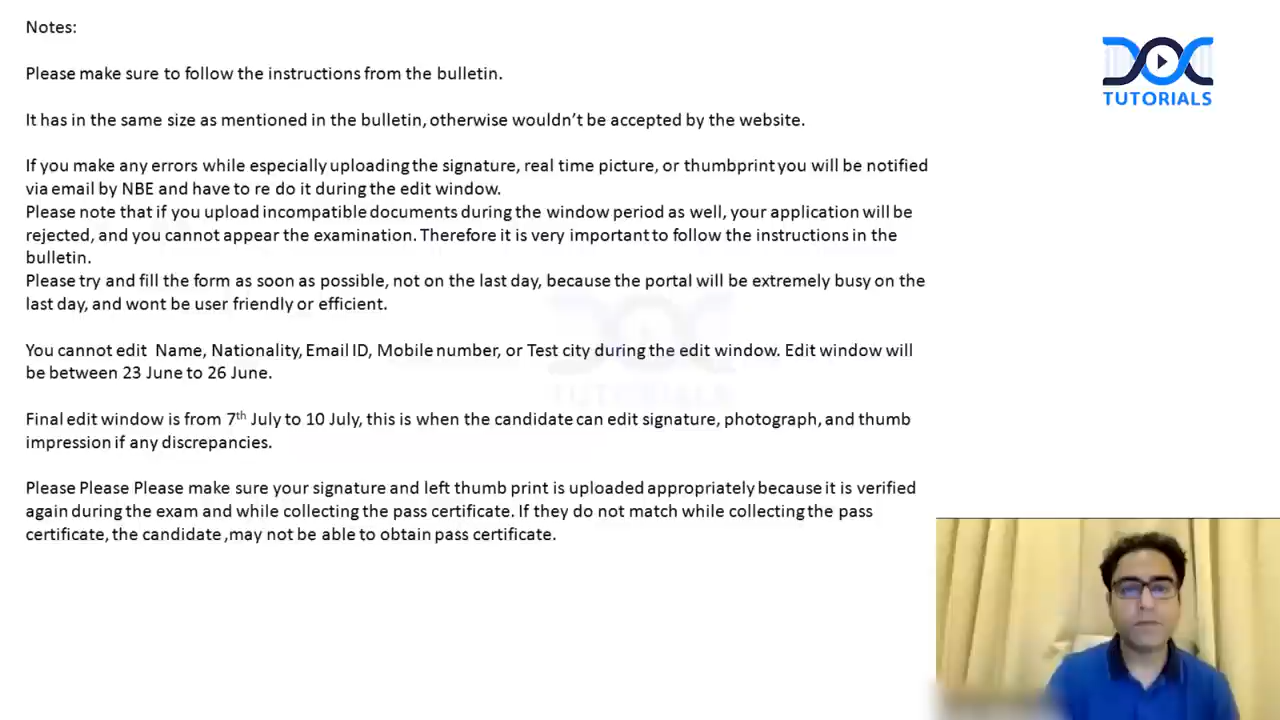 Notes:
Please make sure to follow the instructions from the bulletin.
It has in the same size as mentioned in the bulletin, otherwise wouldn't be accepted by the website.
If you make any errors while especially uploading the signature, real time picture, or thumbprint you will be notified
via email by NBE and have to re do it during the edit window.
Please note that if you upload incompatible documents during the window period as well, your application will be
rejected, and you cannot appear the examination. Therefore it is very important to follow the instructions in the
bulletin.
Please try and fill the form as soon as possible, not on the last day, because the portal will be extremely busy on the
last day, and wont be user friendly or efficient.
You cannot edit  Name, Nationality, Email ID, Mobile number, or Test city during the edit window. Edit window will
be between 23 June to 26 June.
Final edit window is from 7th July to 10 July, this is when the candidate can edit signature, photograph, and thumb
impression if any discrepancies.
Please Please Please make sure your signature and left thumb print is uploaded appropriately because it is verified
again during the exam and while collecting the pass certificate. If they do not match while collecting the pass
certificate, the candidate ,may not be able to obtain pass certificate.
DOC
TUTORIALS
DOC
TUTORIALS